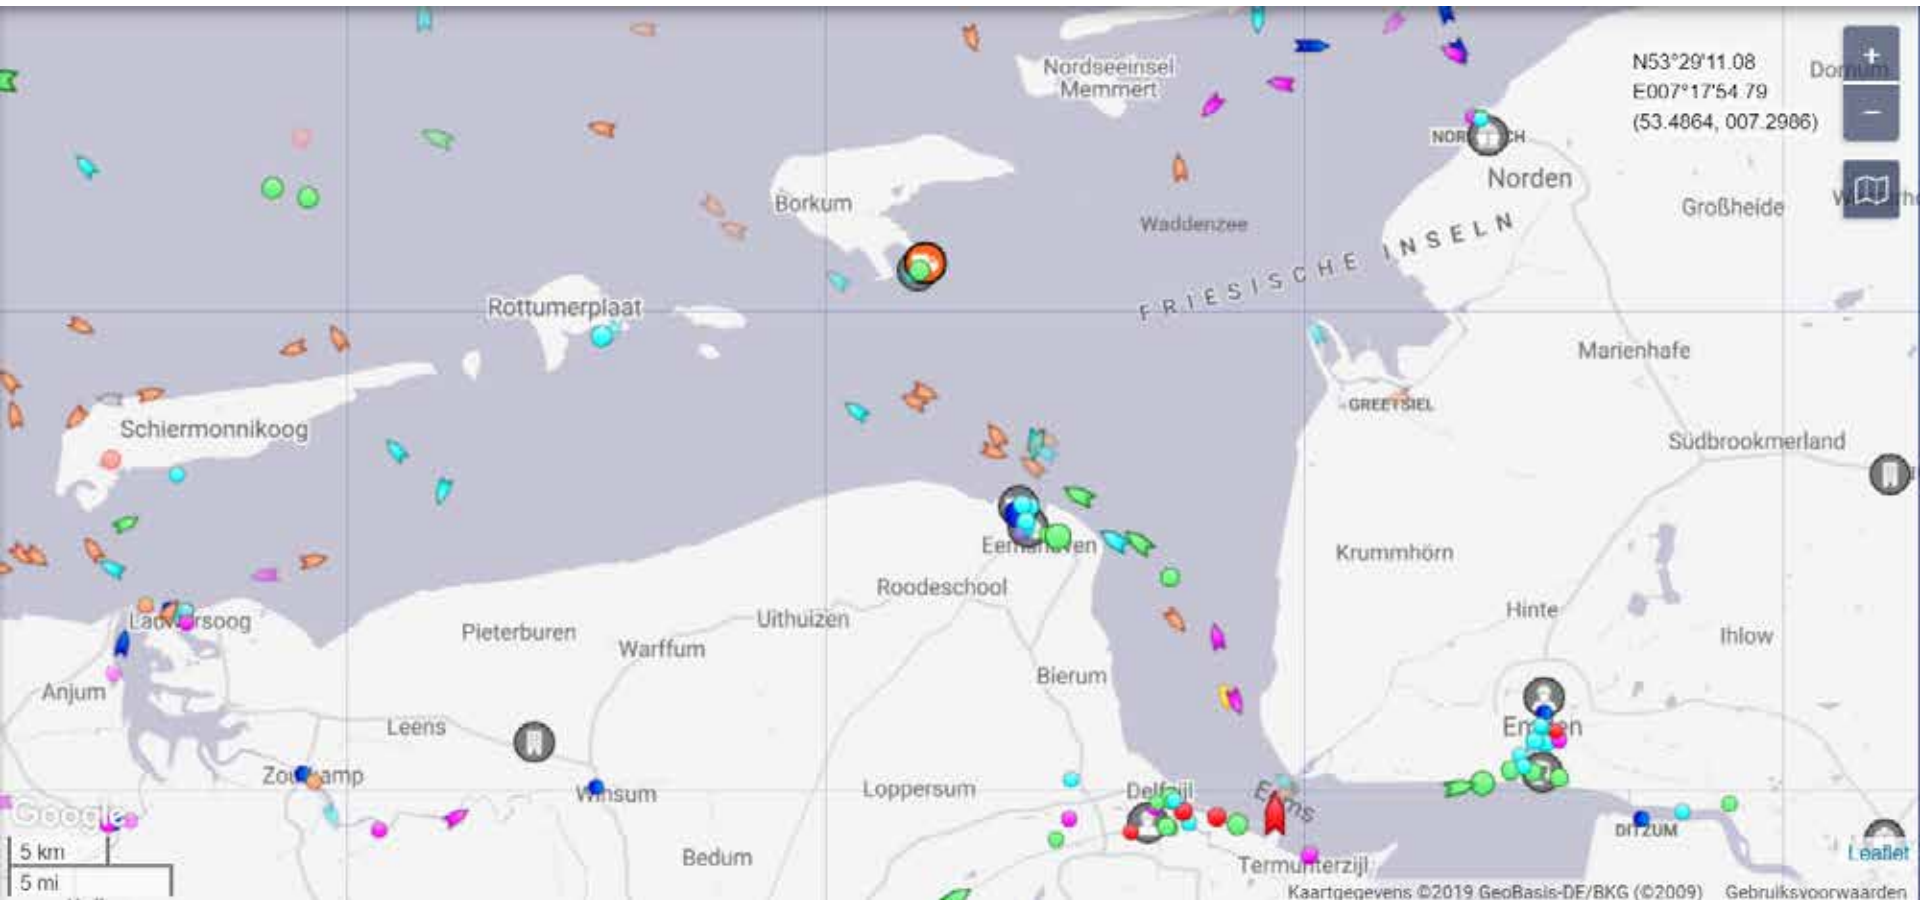 Nordseeinsel
Memmert
N53°29'11.08
E007°17'54.79
(53.4864, 007.2986)
+
−
Norden
Großheide
Borkum
Waddenzee
FRIESISCHE INSELN
Rottumerplaat
Marienhafe
GREETSIEL
Schiermonnikoog
Südbrookmerland
Krummhörn
Roodeschool
Hinte
Uithuizen
Pieterburen
Warffum
Ihlow
Bierum
Anjum
Leens
Loppersum
Winsum
Google
DITZUM
5 km
5 mi
Bedum
Termunterzijl
Leaflet
Kaartgegevens ©2019 GeoBasis-DE/BKG (©2009)
Gebruiksvoorwaarden